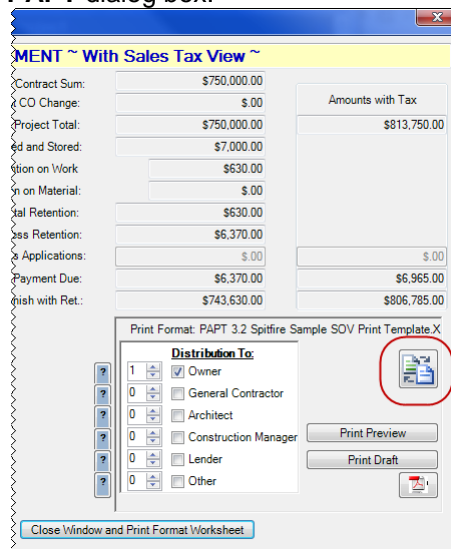 PAPT dialog box.
MENT ~ With Sales Tax View ~
Contract Sum: $750,000.00
CO Change: $.00 Amounts with Tax
Project Total: $750,000.00 $813,750.00
and Stored: $7,000.00
on Work $630.00
on Material: $.00
Retention: $630.00
Retention: $6,370.00
Applications: $.00 $.00
Payment Due: $6,370.00 $6,965.00
with Ret.: $743,630.00 $806,785.00
Print Format: PAPT 3.2 Spitfire Sample SOV Print Template.X
Distribution To:
? 1 Owner
? 0 General Contractor
? 0 Architect
? 0 Construction Manager
? 0 Lender
? 0 Other
Print Preview
Print Draft
Close Window and Print Format Worksheet